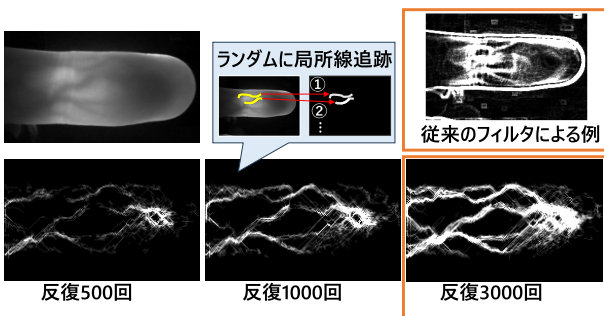 ランダムに局所線追跡
①
②
⋮
従来のフィルタによる例
反復500回
反復1000回
反復3000回